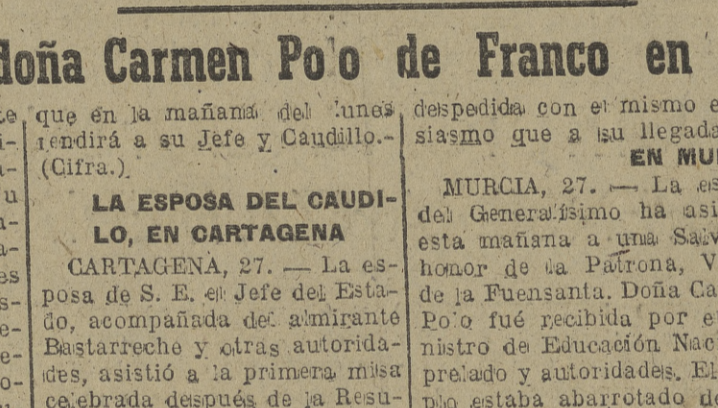 doña Carmen Polo de Franco en
que en la mañana del lunes
rendirá a su Jefe y Caudillo.-
(Cifra.)
LA ESPOSA DEL CAUDI-
LO, EN CARTAGENA
CARTAGENA, 27. — La es-
posa de S. E. el Jefe del Esta-
do, acompañada del almirante
Bastarreche y otras autorida-
des, asistió a la primera misa
celebrada después de la Resu-
despedida con el mismo e
siasmo que a su llegada
EN MU
MURCIA, 27. — La es
del Generalísimo ha asi
esta mañana a una Salv
honor de la Patrona, V
de la Fuensanta. Doña Ca
Polo fué recibida por e
nistro de Educación Nac
prelado y autoridades. El
plo estaba abarrotado de